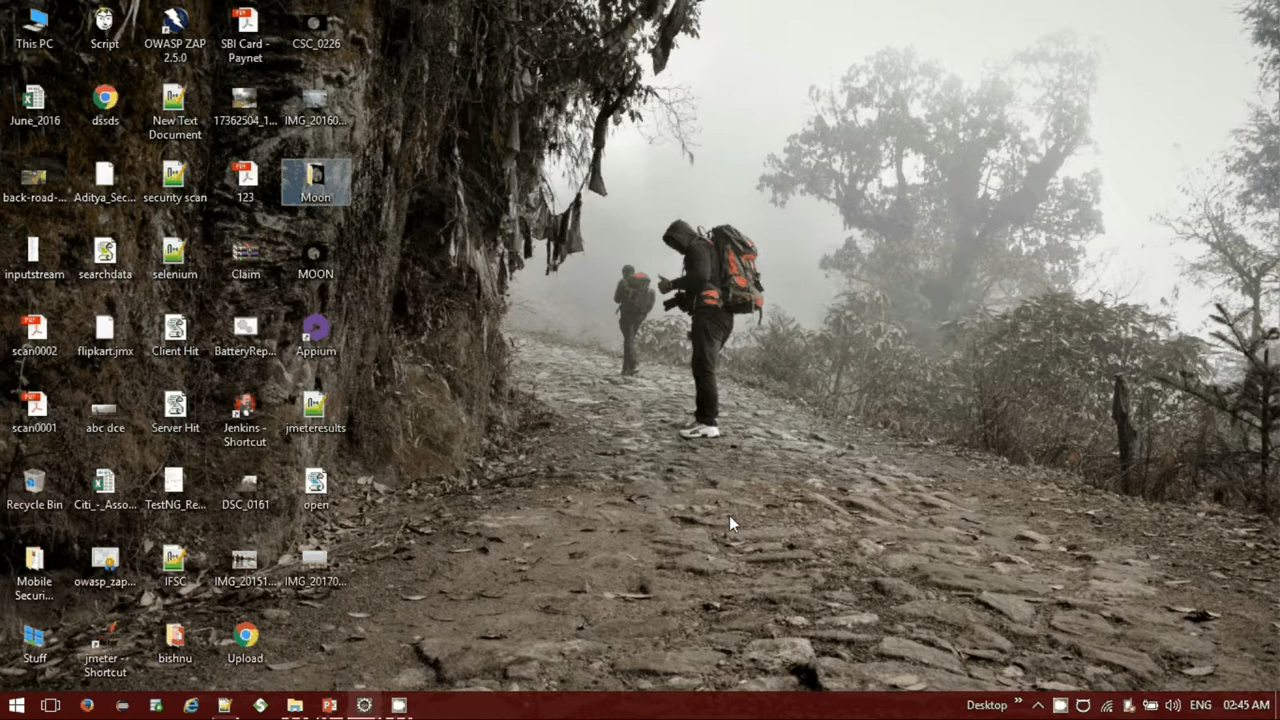 This PC
Script
OWASP ZAP
2.5.0
SBI Card -
Paynet
CSC_0226
June_2016
dssds
New Text
Document
17362504_1...
IMG_20160...
back-road-...
Aditya_Sec...
security scan
123
Moon
inputstream
searchdata
selenium
Claim
MOON
scan0002
flipkart.jmx
Client Hit
BatteryRep...
Appium
scan0001
abc dce
Server Hit
Jenkins -
Shortcut
jmeteresults
Recycle Bin
Citi_-_Asso...
TestNG_Re...
DSC_0161
open
Mobile
Securi...
owasp_zap...
IFSC
IMG_20151...
IMG_20170...
Stuff
jmeter --
Shortcut
bishnu
Upload
Desktop
ENG
02:45 AM